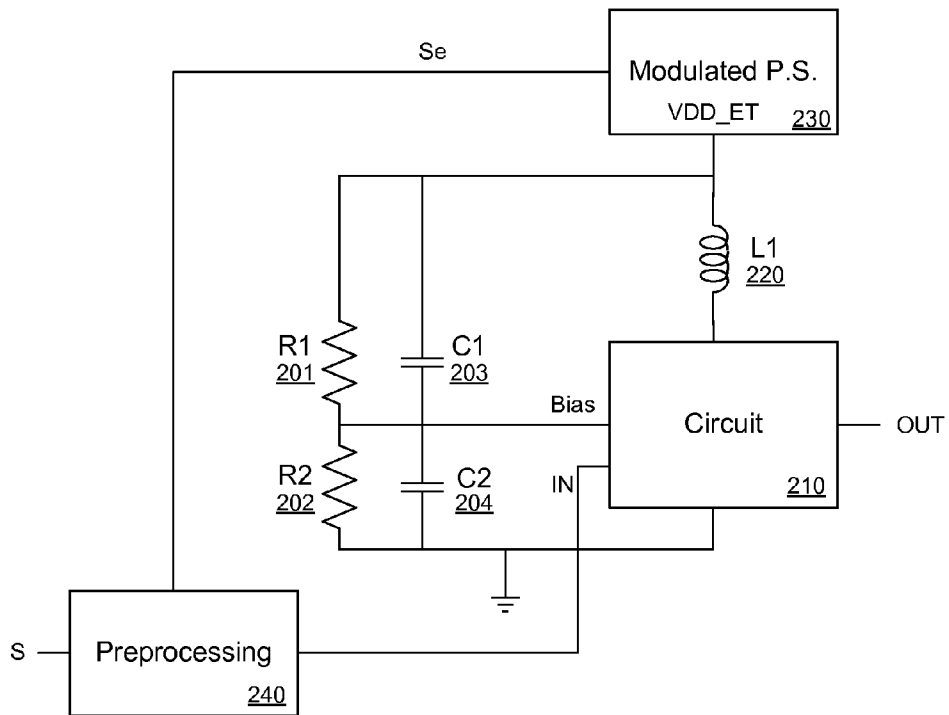 Se
Modulated P.S.
VDD_ET
230
L1
220
R1
201
C1
203
Bias
Circuit
OUT
R2
202
C2
204
IN
210
S
Preprocessing
240